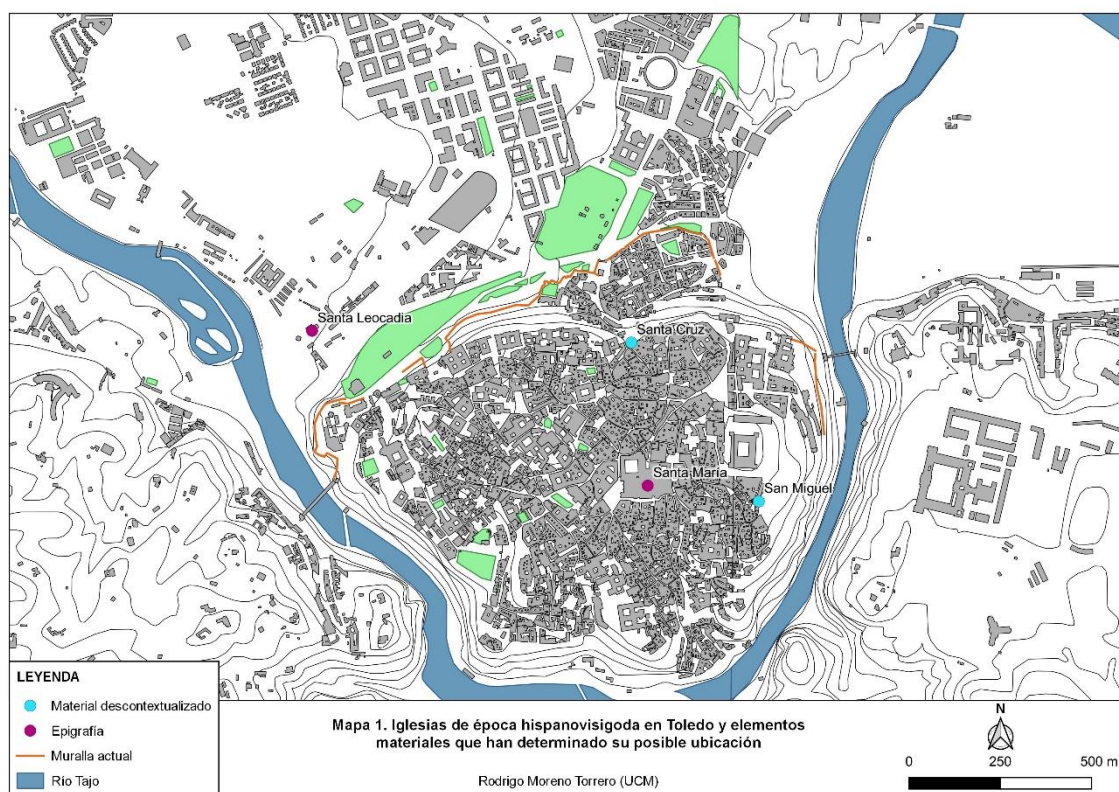 Santa Leocadia
Santa Cruz
Santa María
San Miguel
LEYENDA
Material descontextualizado
Epigrafía
Muralla actual
Río Tajo
Mapa 1. Iglesias de época hispanovisigoda en Toledo y elementos
materiales que han determinado su posible ubicación
Rodrigo Moreno Torrero (UCM)
N
0 250 500 m